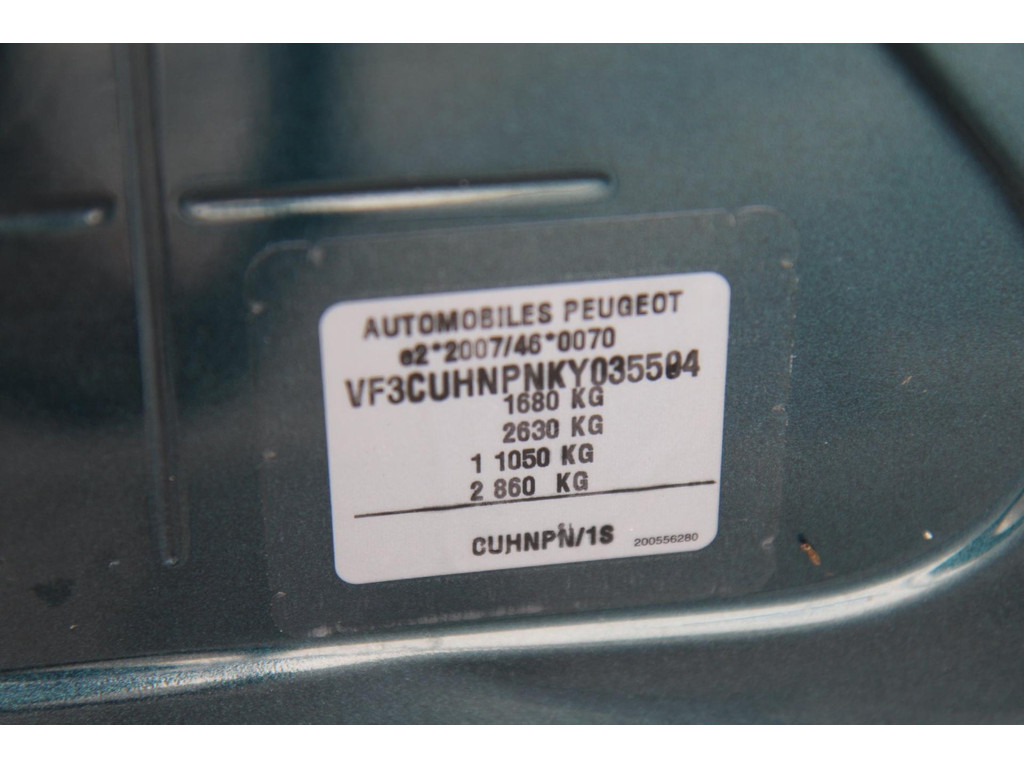 AUTOMOBILES PEUGEOT
e2*2007/46*0070
VF3CUHNPNKY035504
1680 KG
2630 KG
1 1050 KG
2 860 KG
CUHNPN/1S
200556280